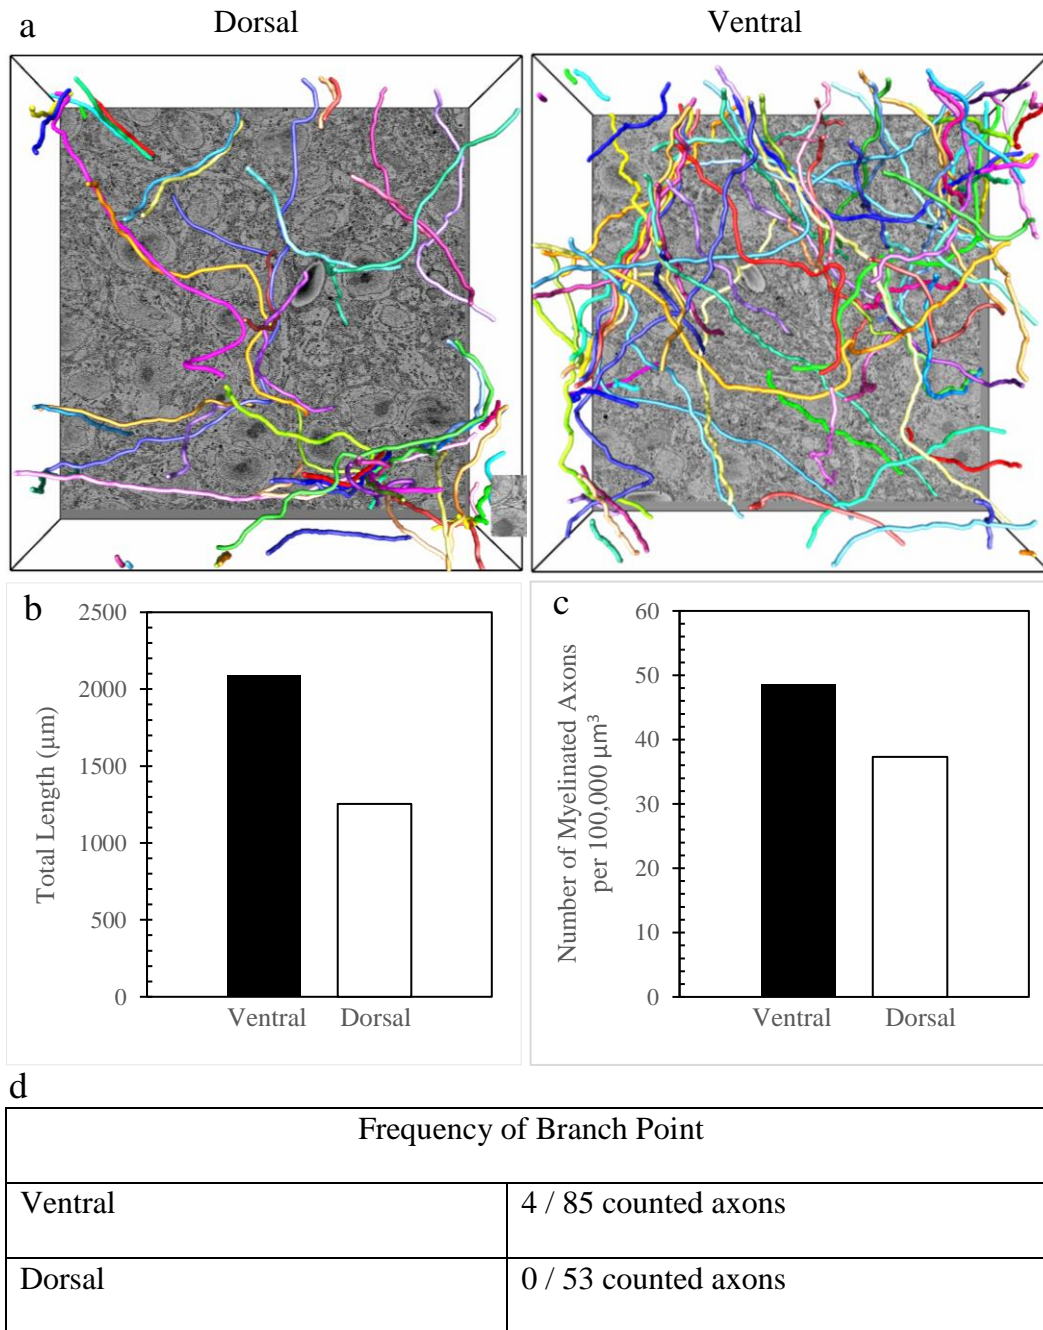 a
Dorsal
Ventral
b
2500
2000
1500
1000
500
0
Total Length (µm)
Ventral
Dorsal
c
60
50
40
30
20
10
0
Number of Myelinated Axons
per 100,000 µm³
Ventral
Dorsal
d
Frequency of Branch Point
Ventral
4 / 85 counted axons
Dorsal
0 / 53 counted axons